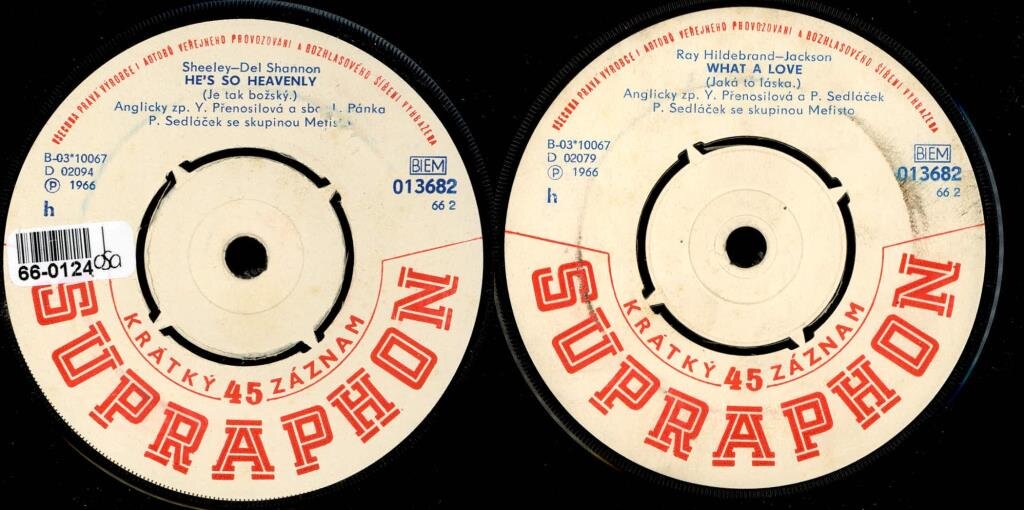 VŠECHNA PRÁVA VÝROBCE I AUTORŮ VEŘEJNÉHO PROVOZOVÁNÍ A ROZHLASOVÉHO ŠÍŘENÍ VYHRAZENA
Sheeley—Del Shannon
HE'S SO HEAVENLY
(Je tak božský.)
Anglicky zp. Y. Přenosilová a L. Pánka
P. Sedláček se skupinou
B-03*10067
D 02094
Ⓟ 1966
h
BIEM
013682
66 2
66-0124
osa
KRÁTKÝ 45 ZÁZNAM
SUPRAPHON
VŠECHNA PRÁVA VÝROBCE I AUTORŮ VEŘEJNÉHO PROVOZOVÁNÍ A ROZHLASOVÉHO ŠÍŘENÍ VYHRAZENA
Ray Hildebrand—Jackson
WHAT A LOVE
(Jaká to láska.)
Anglicky zp. Y. Přenosilová a P. Sedláček
P. Sedláček se skupinou Mefisto
B-03*10067
D 02079
Ⓟ 1966
h
BIEM
013682
66 2
KRÁTKÝ 45 ZÁZNAM
SUPRAPHON